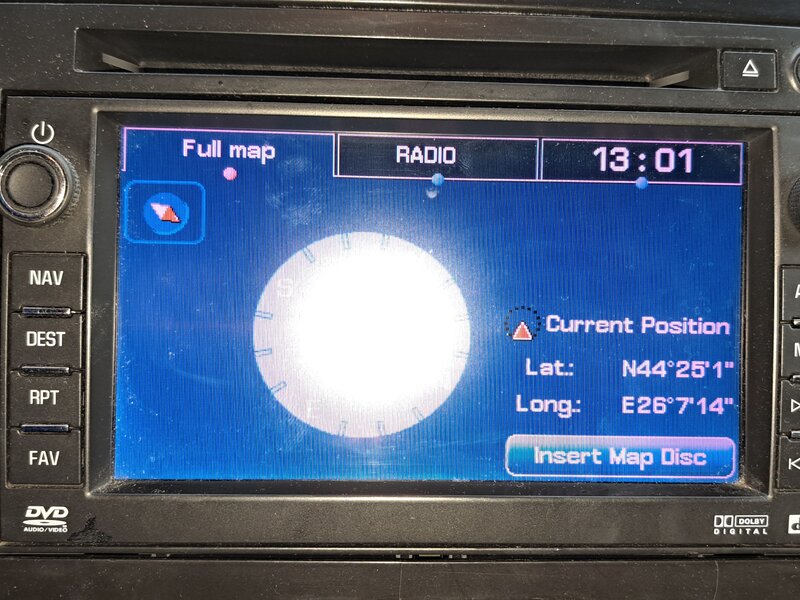 Full map
RADIO
13:01
S
NAV
DEST
RPT
FAV
Current Position
Lat.: N44°25'1"
Long.: E26°7'14"
Insert Map Disc
DVD
AUDIO/VIDEO
DOLBY
DIGITAL